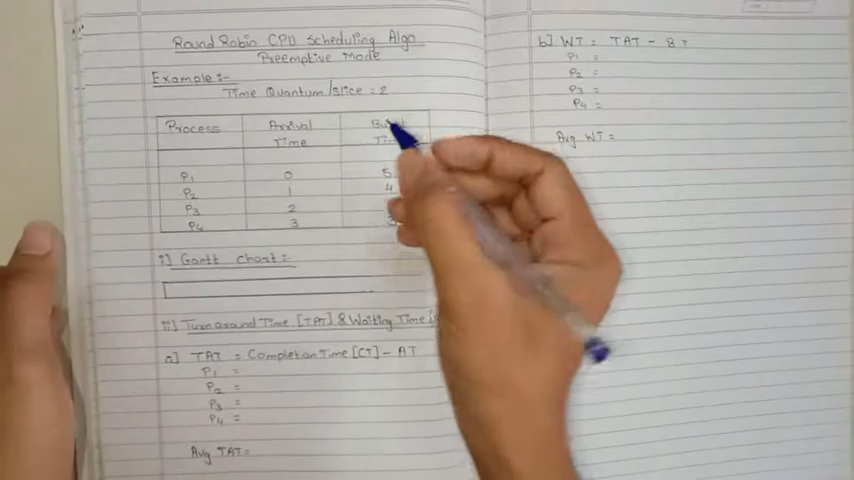 Round Robin CPU Scheduling Algo
Preemptive Mode
Example:-
Time Quantum/Slice = 2
Process Arrival Time
P1 0 5
P2 1 4
P3 2
P4 3
i] Gantt Chart:-
ii] Turnaround Time [TAT] & Waiting Time
a] TAT = Completion Time [CT] - AT
P1 =
P2 =
P3 =
P4 =
Avg TAT=
b] WT = TAT - BT
P1 =
P2 =
P3 =
P4 =
Avg WT =